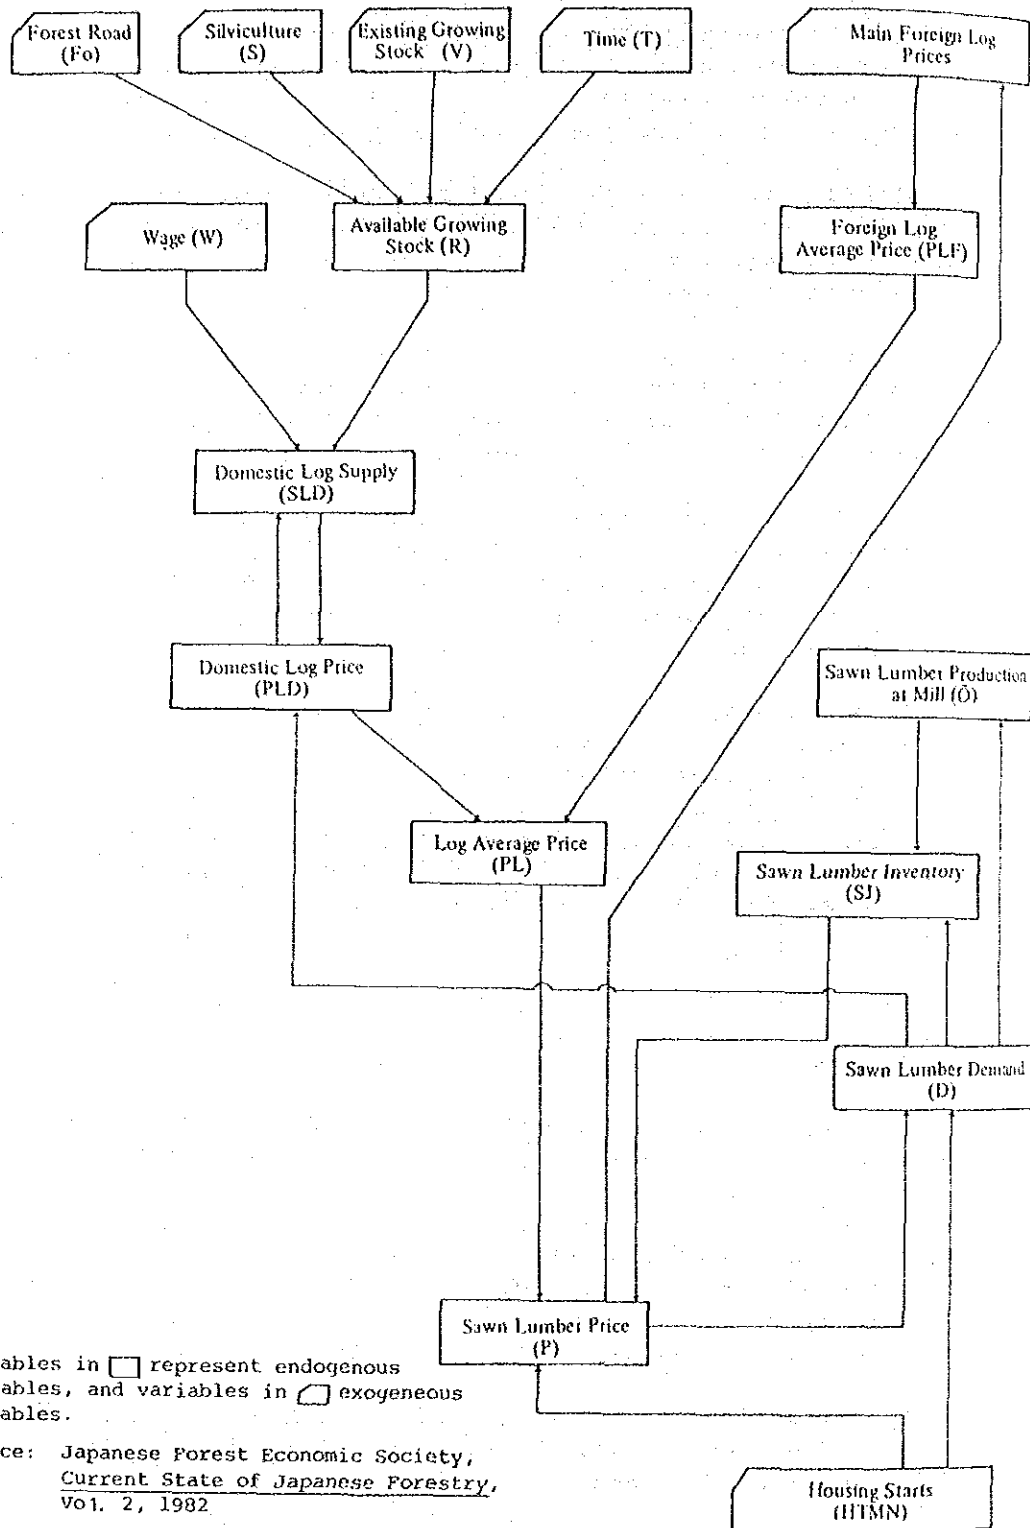 Forest Road
(Fo)
Silviculture
(S)
Existing Growing
Stock (V)
Time (T)
Main Foreign Log
Prices
Wage (W)
Available Growing
Stock (R)
Foreign Log
Average Price (PLF)
Domestic Log Supply
(SLD)
Domestic Log Price
(PLD)
Sawn Lumber Production
at Mill (Ō)
Log Average Price
(PL)
Sawn Lumber Inventory
(SJ)
Sawn Lumber Demand
(D)
Sawn Lumber Price
(P)
ables in represent endogenous
ables, and variables in exogeneous
ables.
ce: Japanese Forest Economic Society,
Current State of Japanese Forestry,
Vol. 2, 1982
Housing Starts
(HTMN)